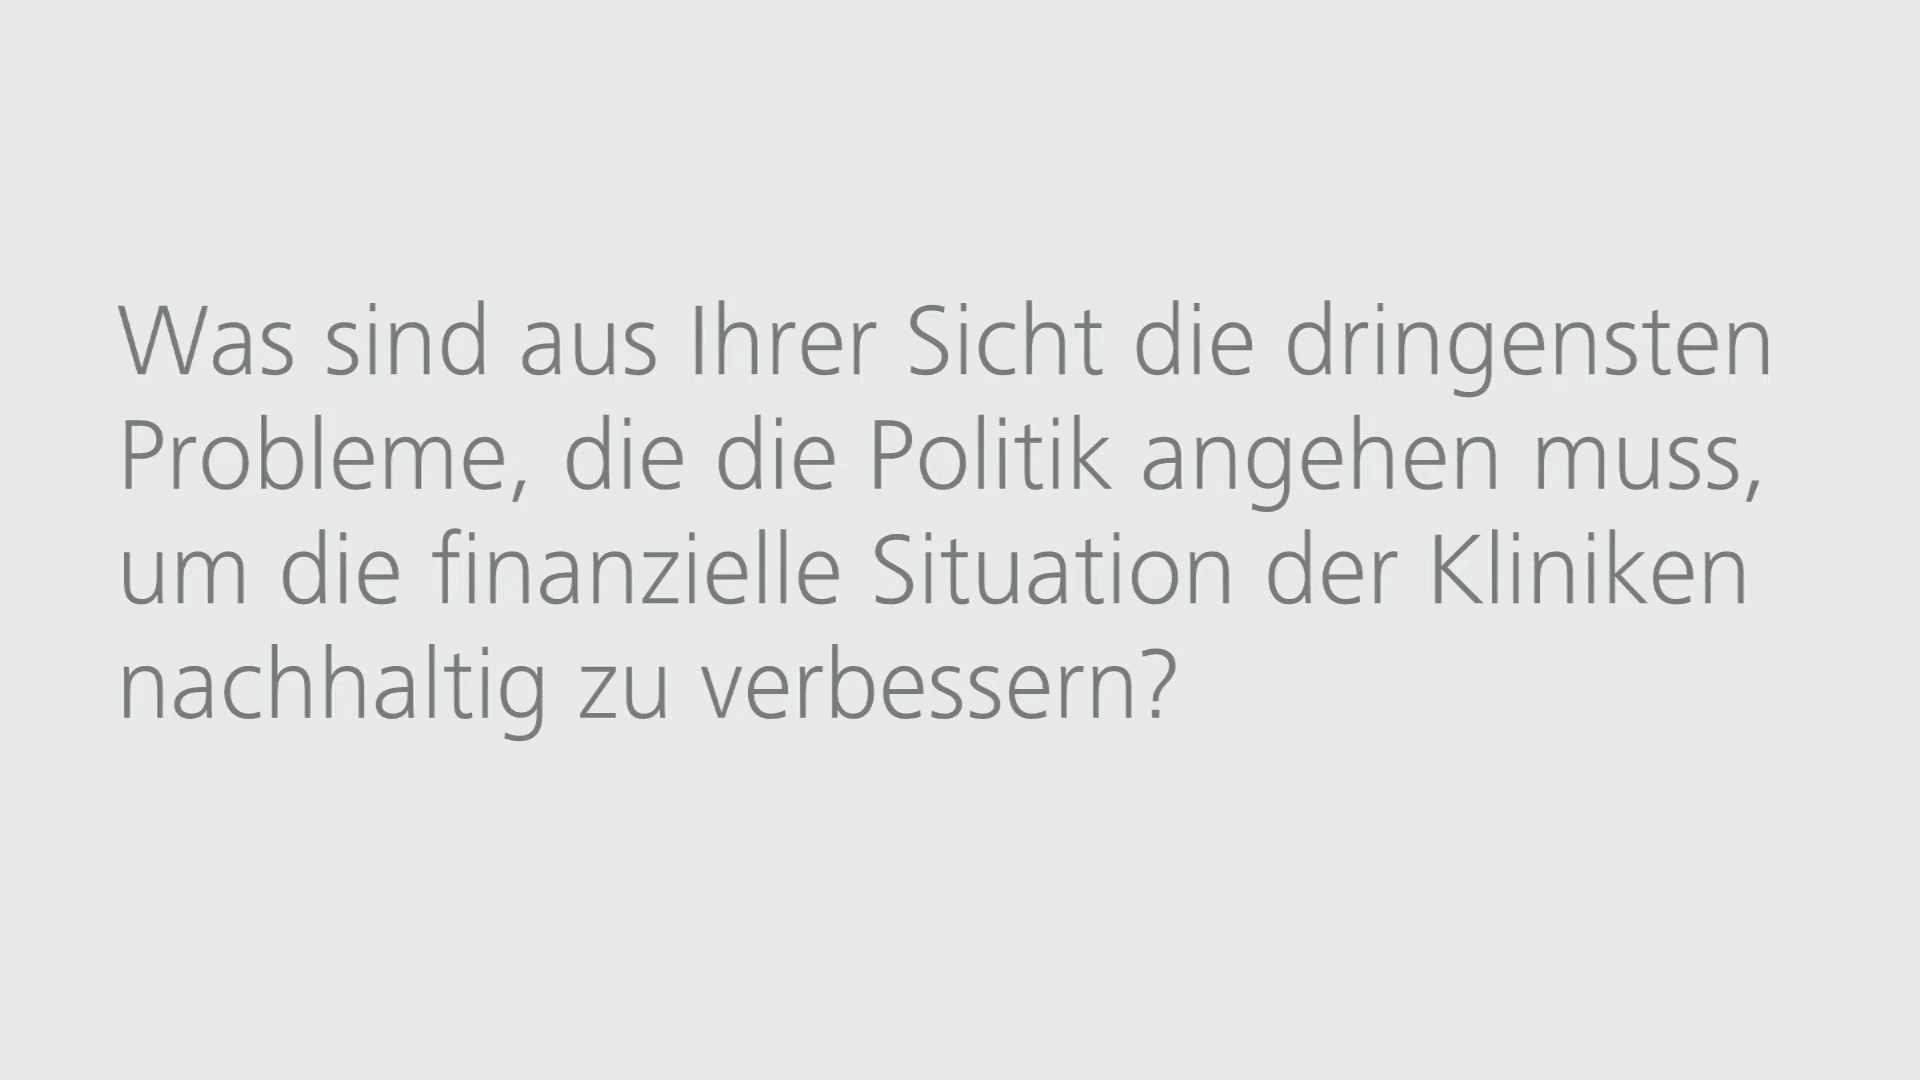 Was sind aus Ihrer Sicht die dringensten
Probleme, die die Politik angehen muss,
um die finanzielle Situation der Kliniken
nachhaltig zu verbessern?